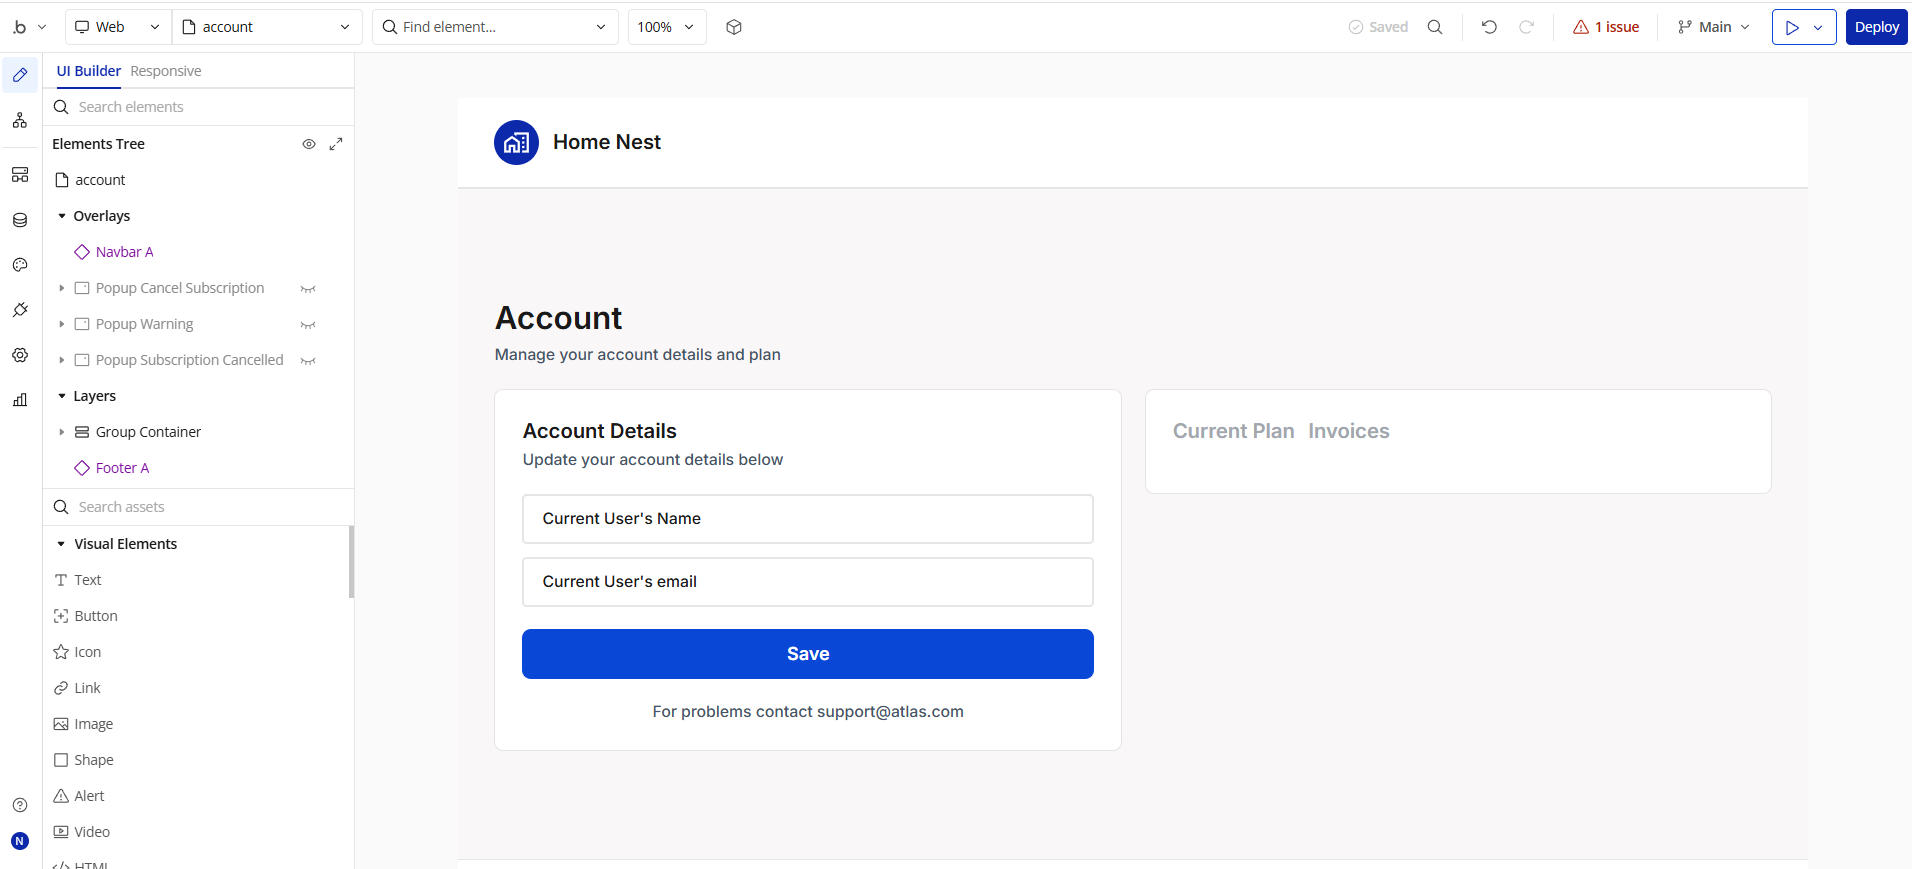 .b
Web
account
Find element...
100%
Saved
1 issue
Main
Deploy
UI Builder
Responsive
Search elements
Elements Tree
account
Overlays
Navbar A
Popup Cancel Subscription
Popup Warning
Popup Subscription Cancelled
Layers
Group Container
Footer A
Search assets
Visual Elements
Text
Button
Icon
Link
Image
Shape
Alert
Video
HTML
N
Home Nest
Account
Manage your account details and plan
Account Details
Update your account details below
Current User's Name
Current User's email
Save
For problems contact support@atlas.com
Current Plan Invoices